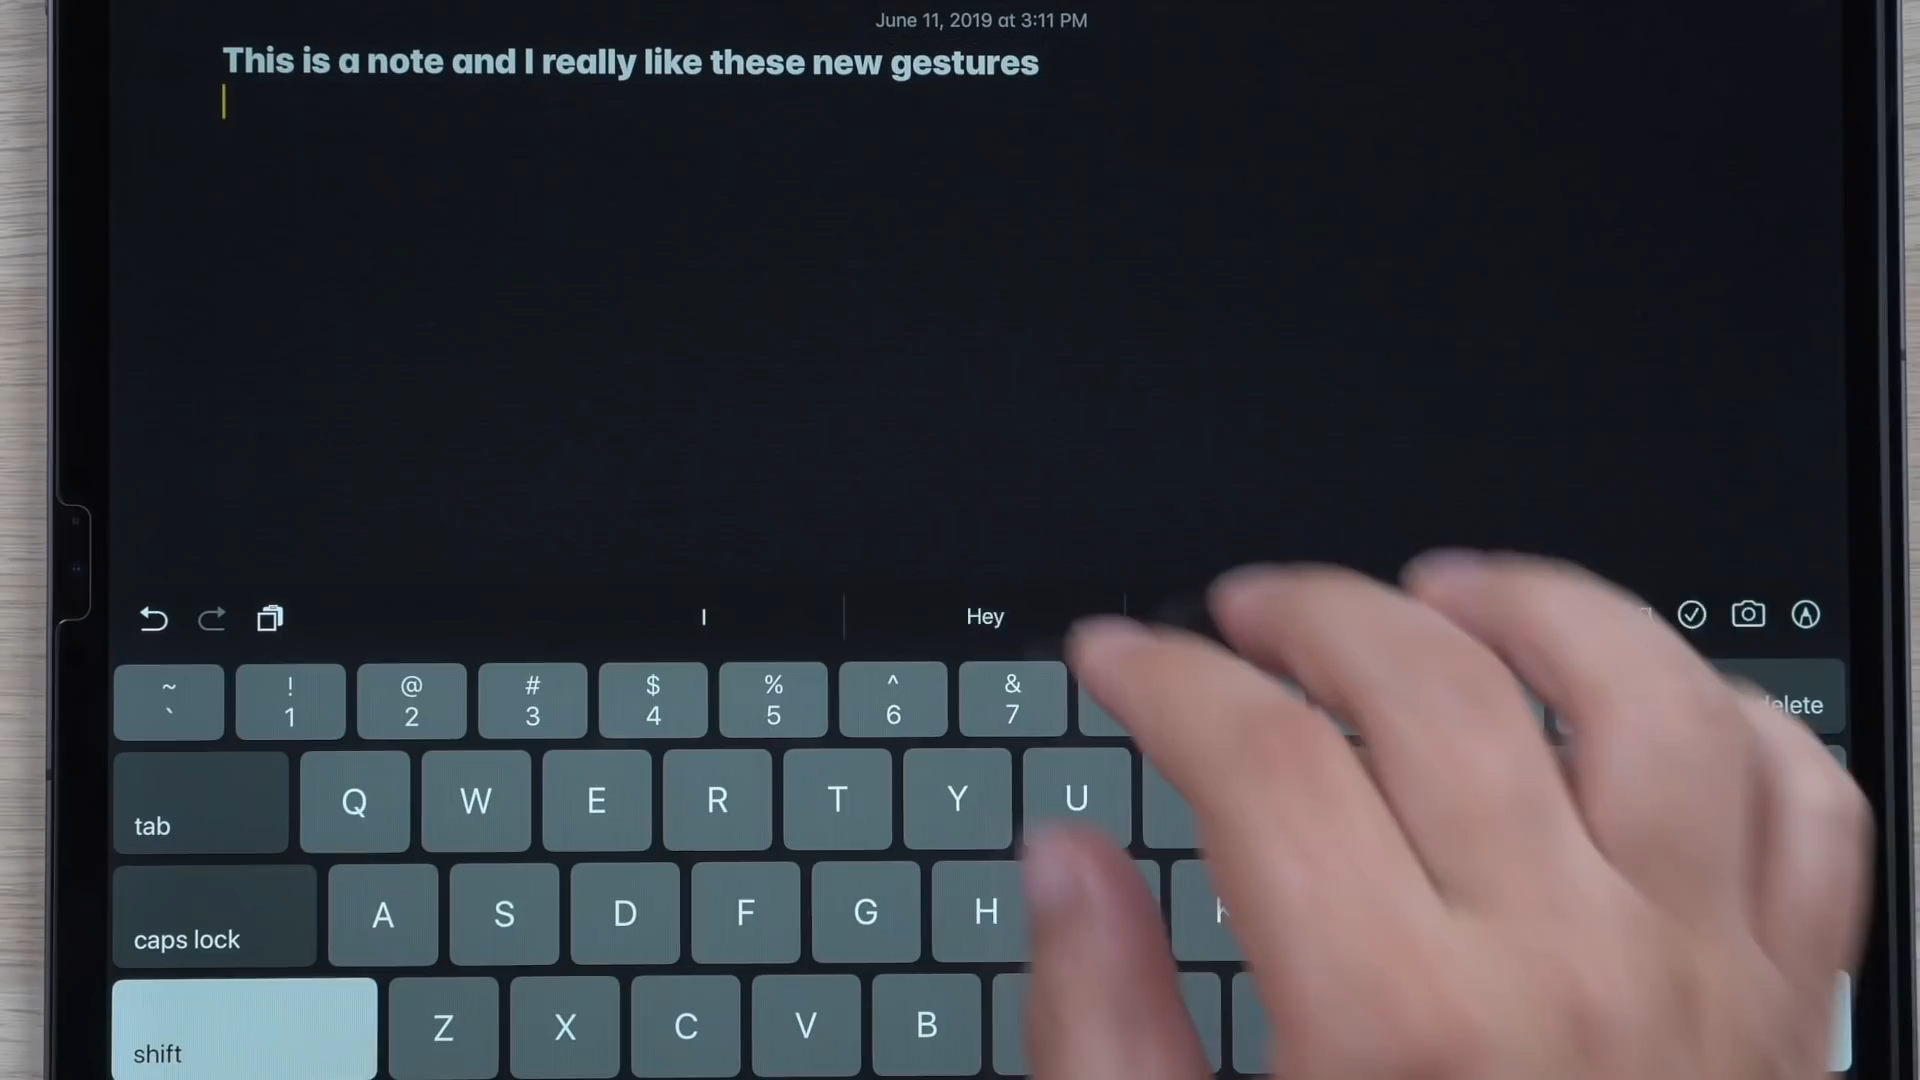 June 11, 2019 at 3:11 PM
This is a note and I really like these new gestures
I Hey
~ ! @ # $ % ^ &
` 1 2 3 4 5 6 7 delete
tab Q W E R T Y U
caps lock A S D F G H K
shift Z X C V B